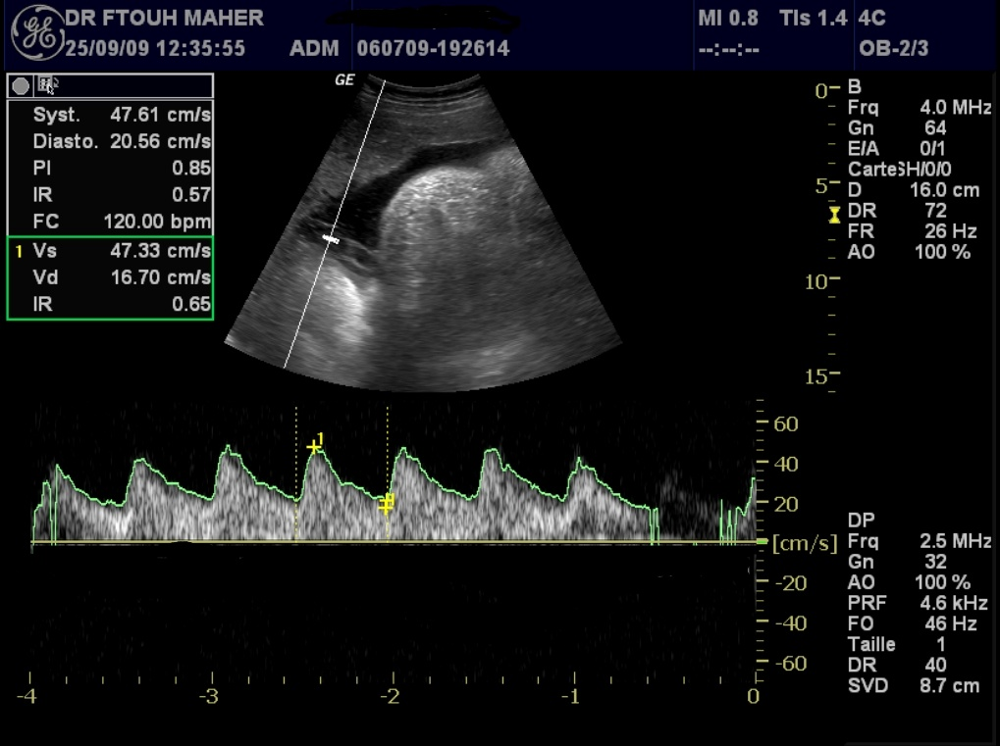 DR FTOUH MAHER MI 0.8 TIs 1.4 4C
25/09/09 12:35:55 ADM 060709-192614 --:--:-- OB-2/3
GE
Syst. 47.61 cm/s
Diasto. 20.56 cm/s
PI 0.85
IR 0.57
FC 120.00 bpm
1 Vs 47.33 cm/s
Vd 16.70 cm/s
IR 0.65
GE
0
5
10
15
B
Frq 4.0 MHz
Gn 64
E/A 0/1
CarteSH/0/0
D 16.0 cm
DR 72
FR 26 Hz
AO 100 %
1
60
40
20
[cm/s]
-20
-40
-60
-4 -3 -2 -1 0
DP
Frq 2.5 MHz
Gn 32
AO 100 %
PRF 4.6 kHz
FO 46 Hz
Taille 1
DR 40
SVD 8.7 cm